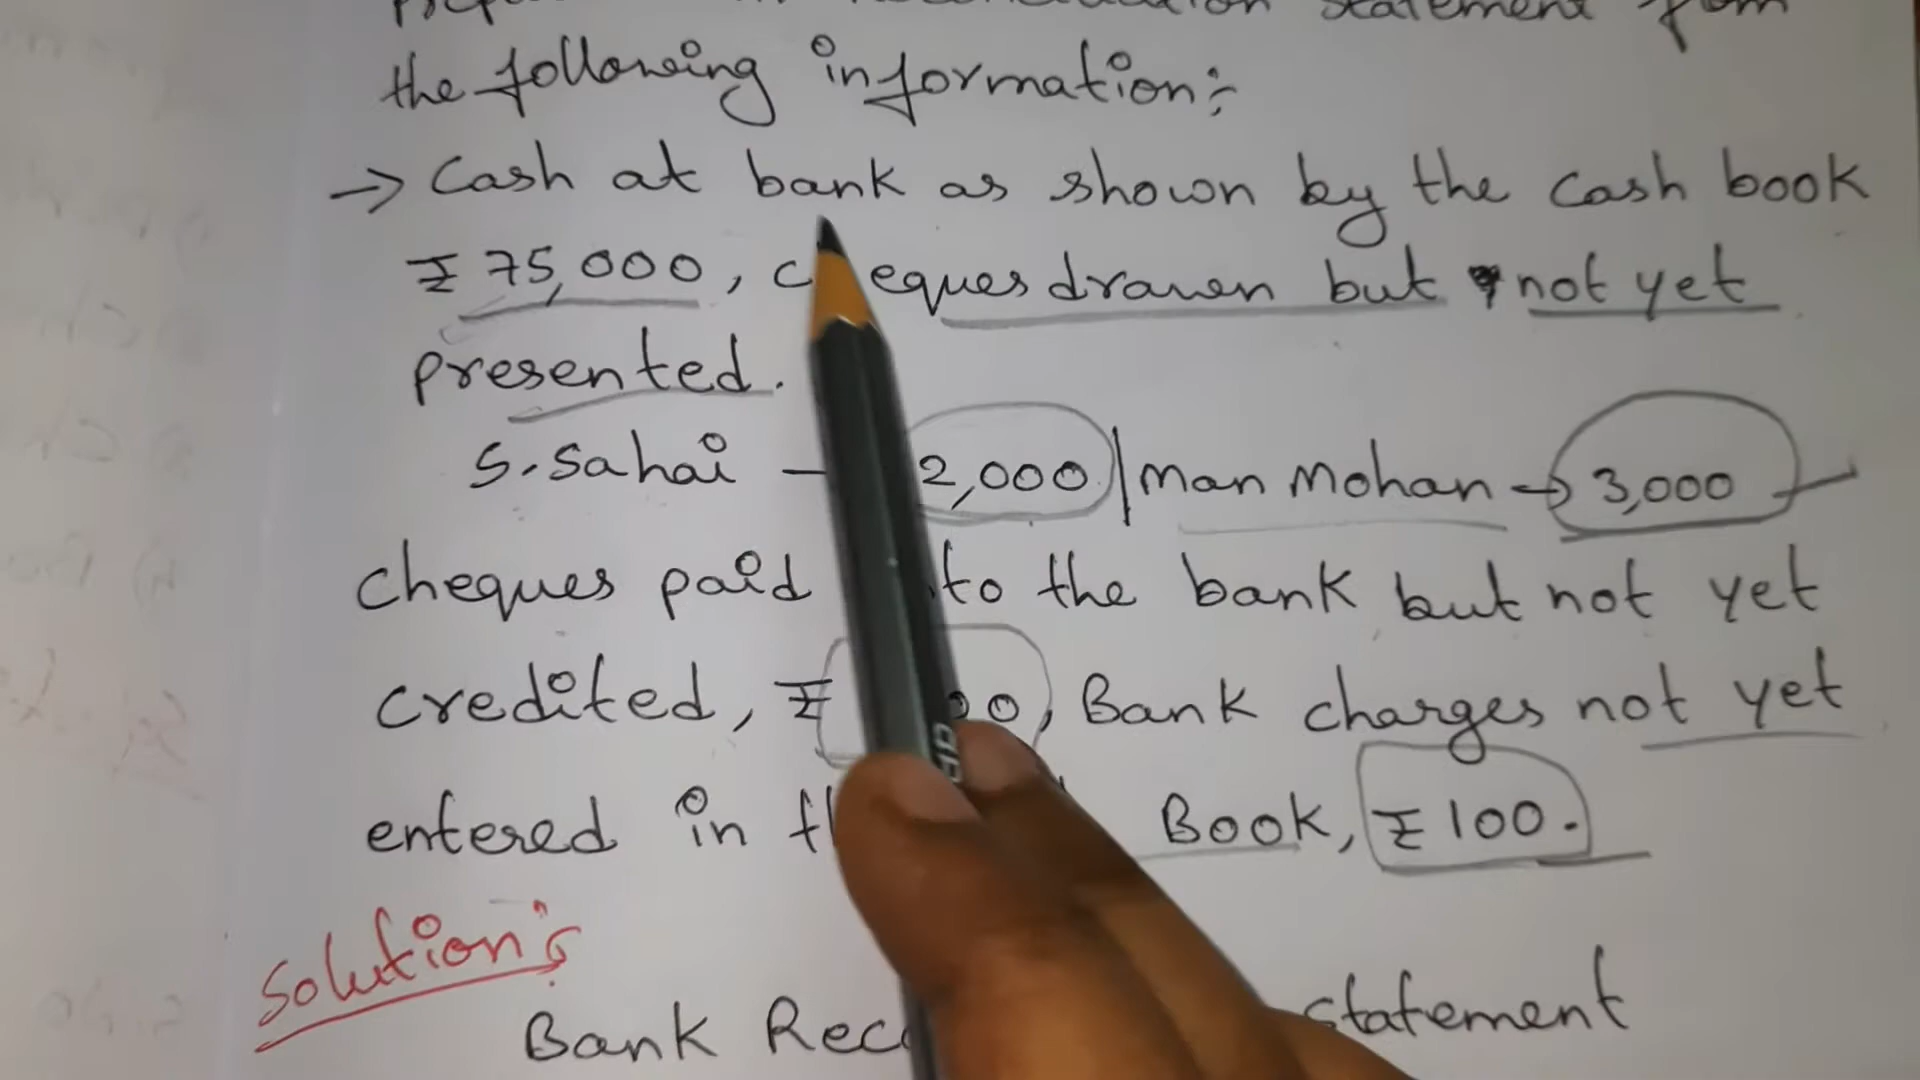 the following information:-
→ Cash at bank as shown by the cash book
₹ 75,000, c eques drawn but not yet
presented.
S. Sahai - 2,000 | Man Mohan → 3,000
cheques paid to the bank but not yet
credited, ₹ 00, Bank charges not yet
entered in Book, ₹ 100.
Solution:
Bank statement